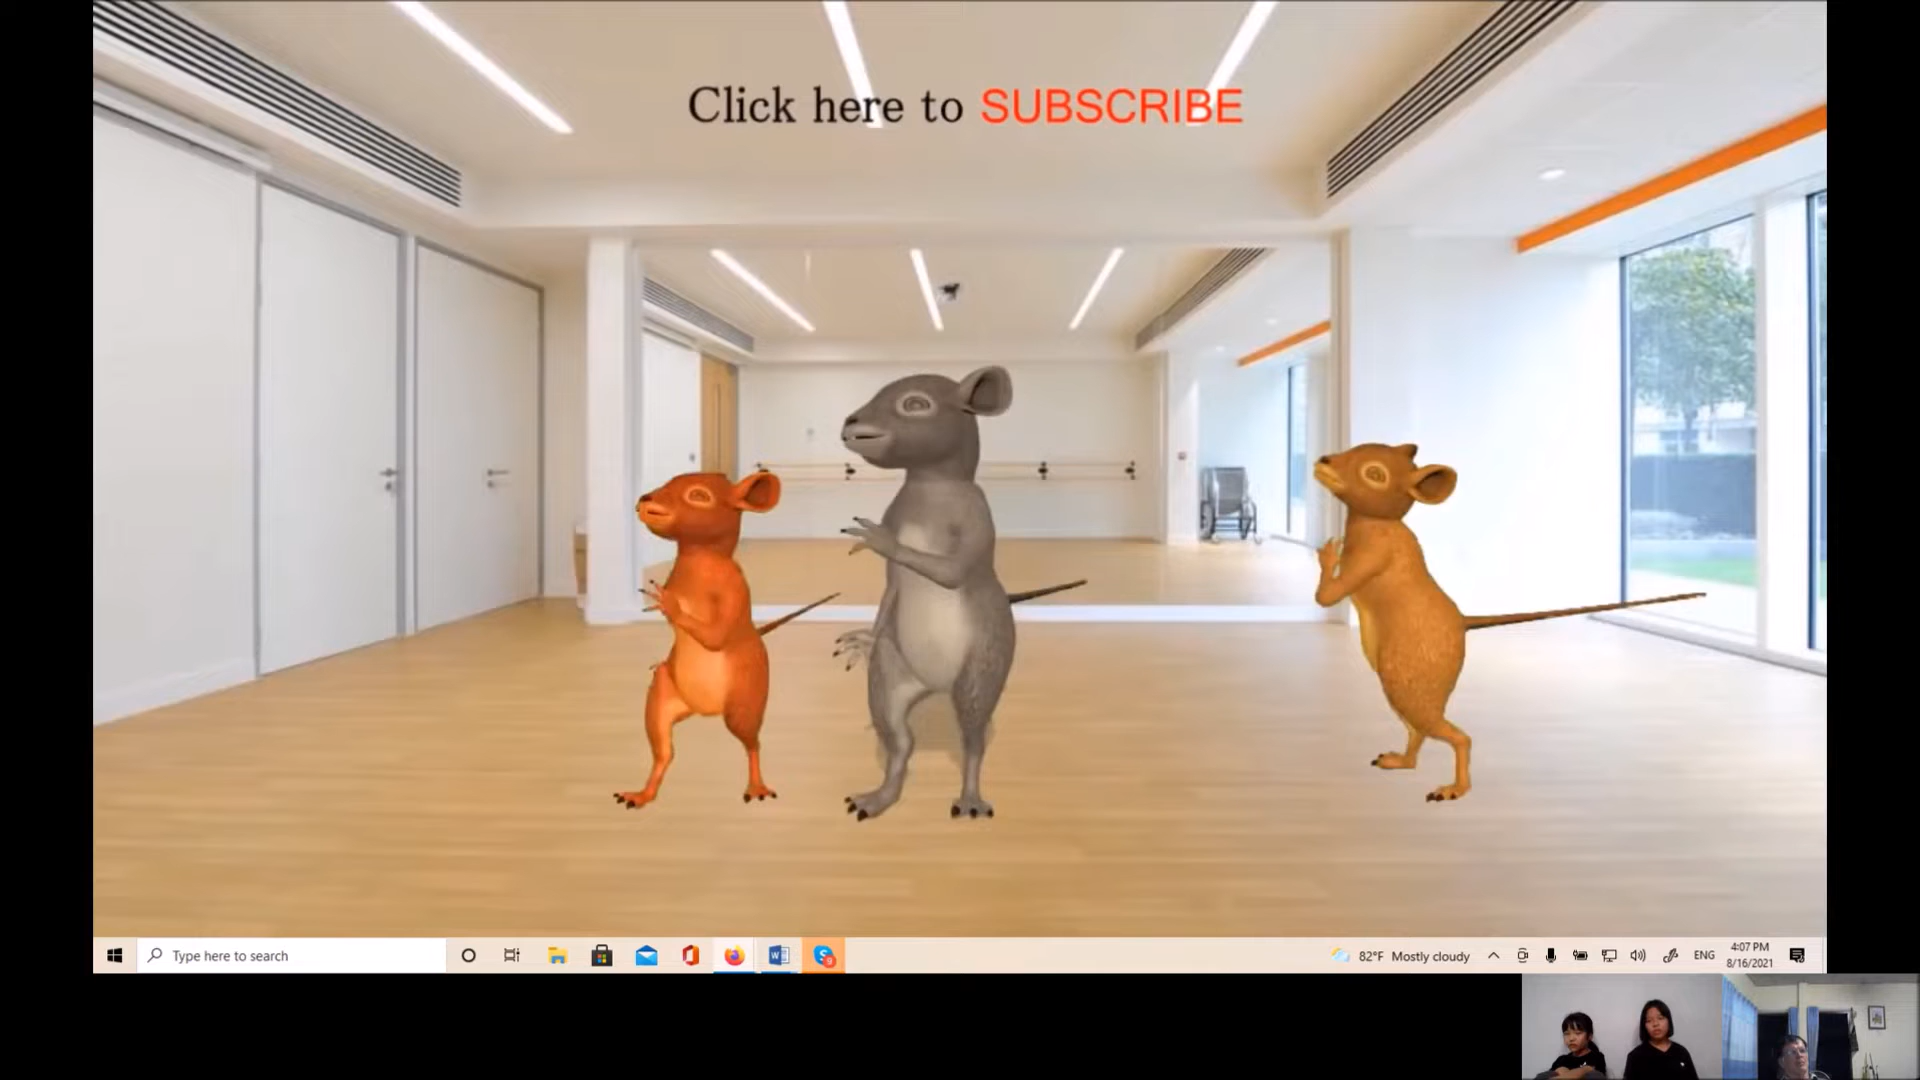 Click here to SUBSCRIBE
Type here to search
82°F Mostly cloudy
ENG
4:07 PM
8/16/2021